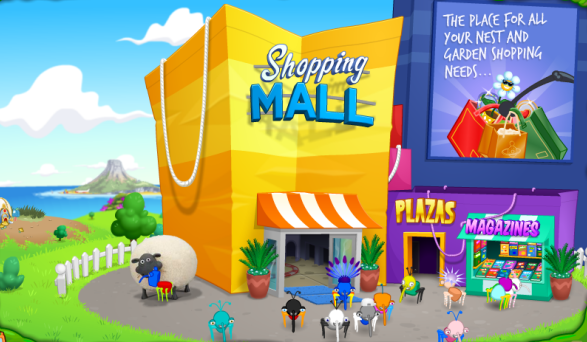 THE PLACE FOR ALL
YOUR NEST AND
GARDEN SHOPPING
NEEDS...
Shopping
MALL
PLAZAS
MAGAZINES